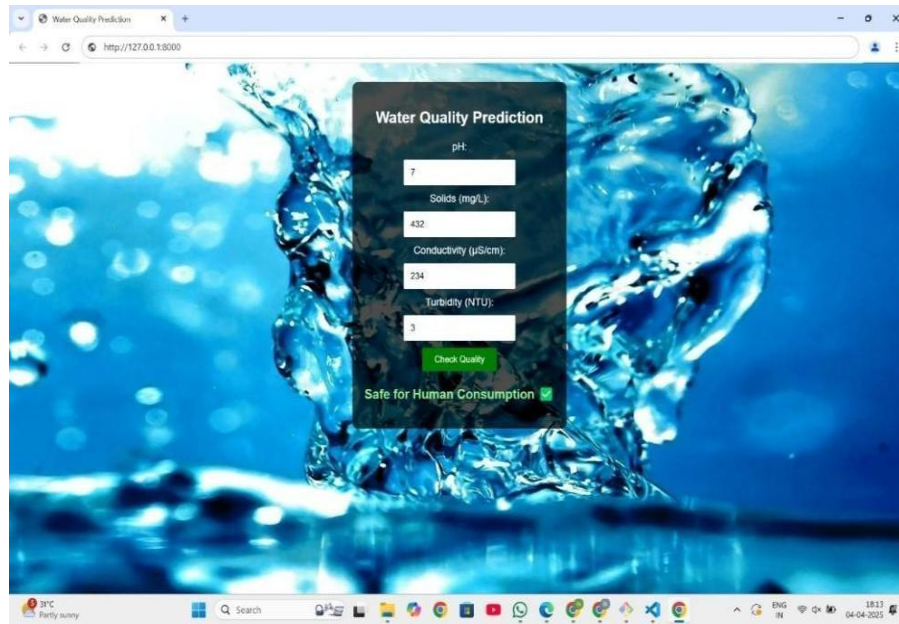 Water Quality Prediction
http://127.0.0.1:8000
Water Quality Prediction
pH:
7
Solids (mg/L):
432
Conductivity (µS/cm):
234
Turbidity (NTU):
3
Check Quality
Safe for Human Consumption
31°C
Partly sunny
Search
ENG
IN
18:13
04-04-2025